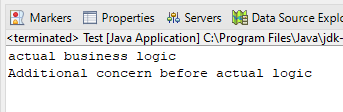 Markers Properties Servers Data Source Explo
<terminated> Test [Java Application] C:\Program Files\Java\jdk-
actual business logic
Additional concern before actual logic